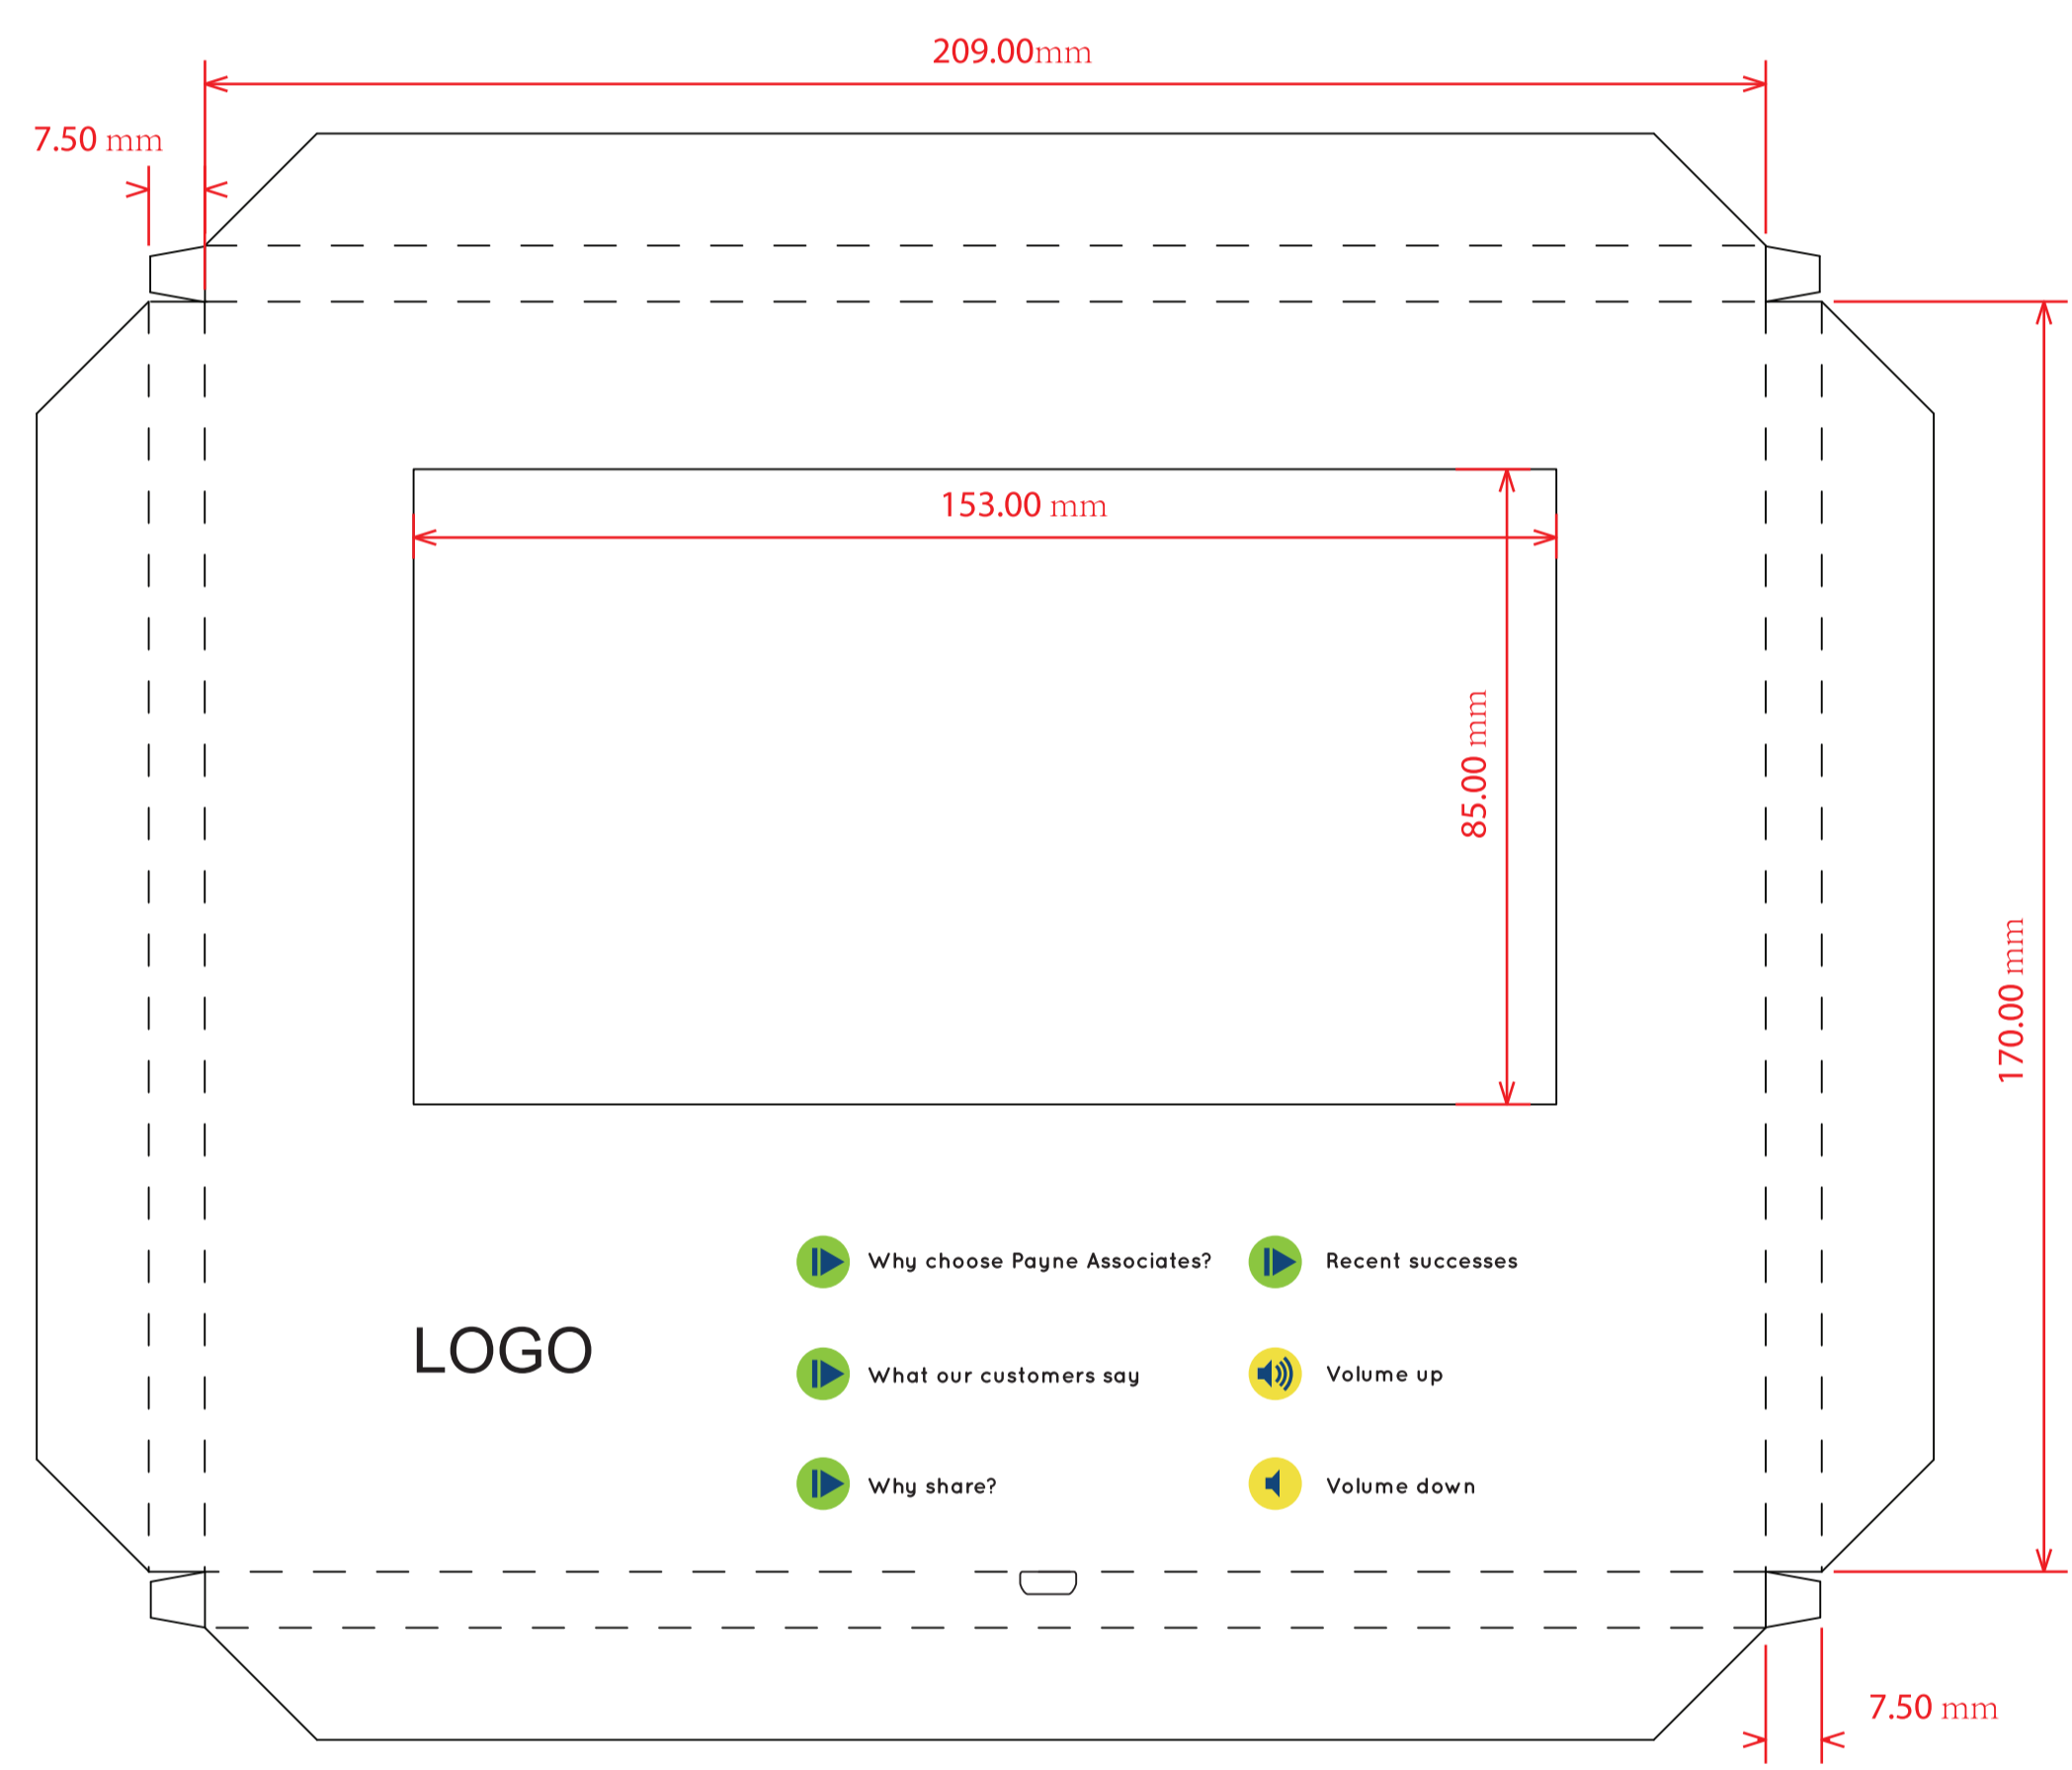 209.00mm
7.50 mm
153.00 mm
85.00 mm
170.00 mm
Why choose Payne Associates?
Recent successes
LOGO
What our customers say
Volume up
Why share?
Volume down
7.50 mm